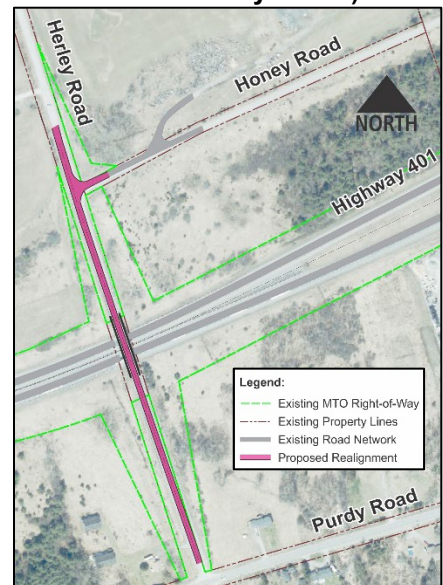 Herley Road
Honey Road
NORTH
Highway 401
Legend:
Existing MTO Right-of-Way
Existing Property Lines
Existing Road Network
Proposed Realignment
Purdy Road